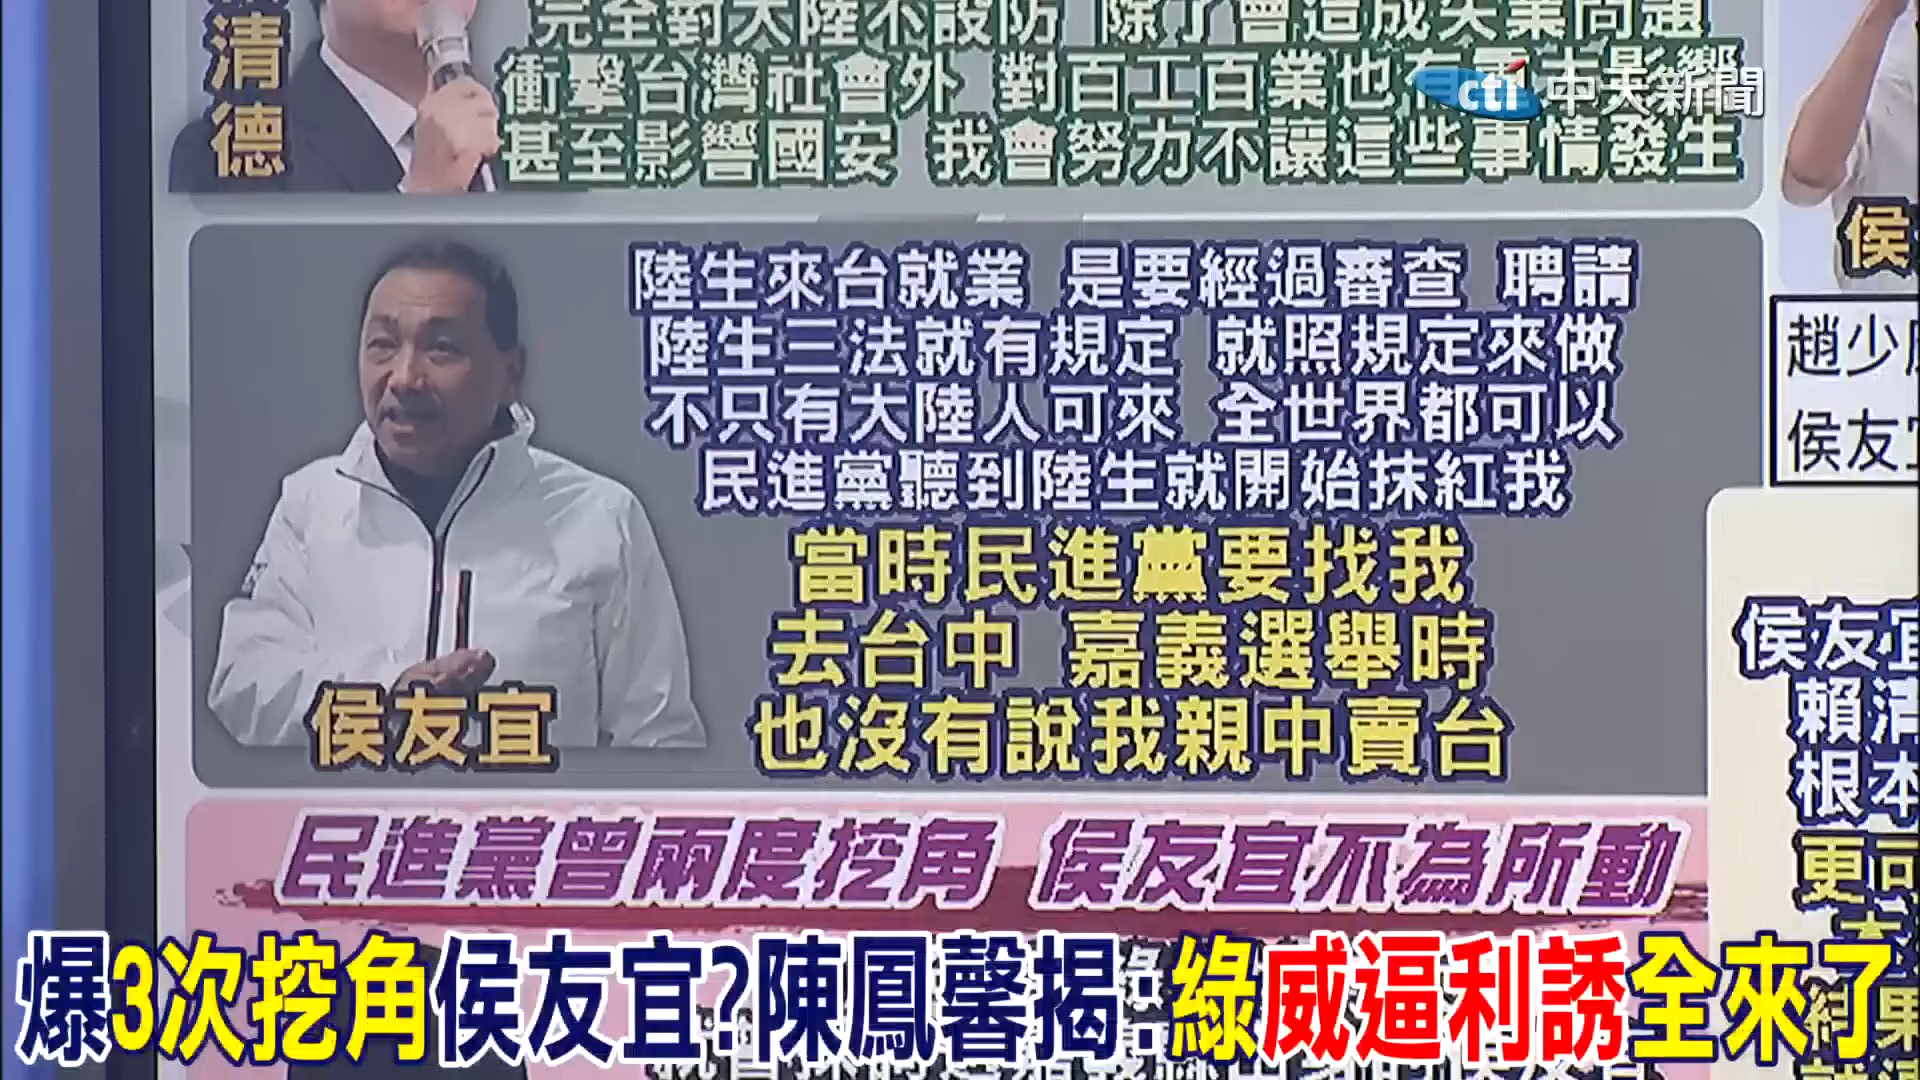 清德
完全對大陸不設防 除了會造成失業問題
衝擊台灣社會外 對百工百業也有
甚至影響國安 我會努力不讓這些事情發生
cti 中天新聞
陸生來台就業 是要經過審查 聘請
陸生三法就有規定 就照規定來做
不只有大陸人可來 全世界都可以
民進黨聽到陸生就開始抹紅我
當時民進黨要找我
去台中 嘉義選舉時
也沒有說我親中賣台
侯友宜
民進黨曾兩度挖角 侯友宜不為所動
侯
趙少
侯友
侯友宜
賴清
根本
更可
爆3次挖角侯友宜?陳鳳馨揭:綠威逼利誘全來了